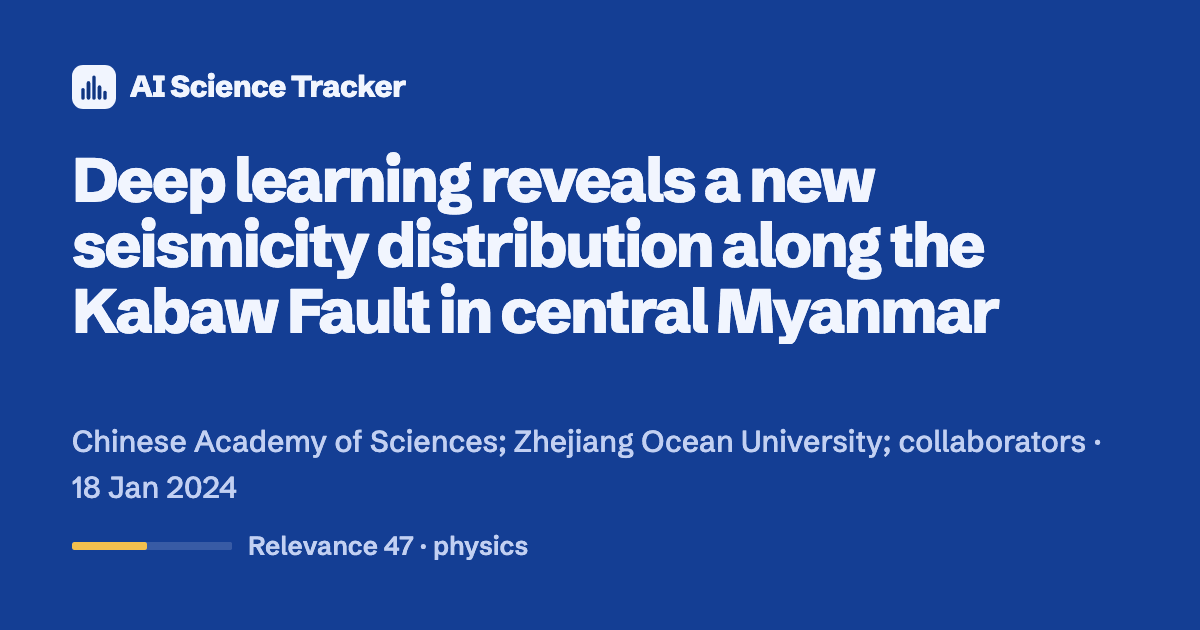 AI Science Tracker
Deep learning reveals a new
seismicity distribution along the
Kabaw Fault in central Myanmar
Chinese Academy of Sciences; Zhejiang Ocean University; collaborators ·
18 Jan 2024
Relevance 47 · physics